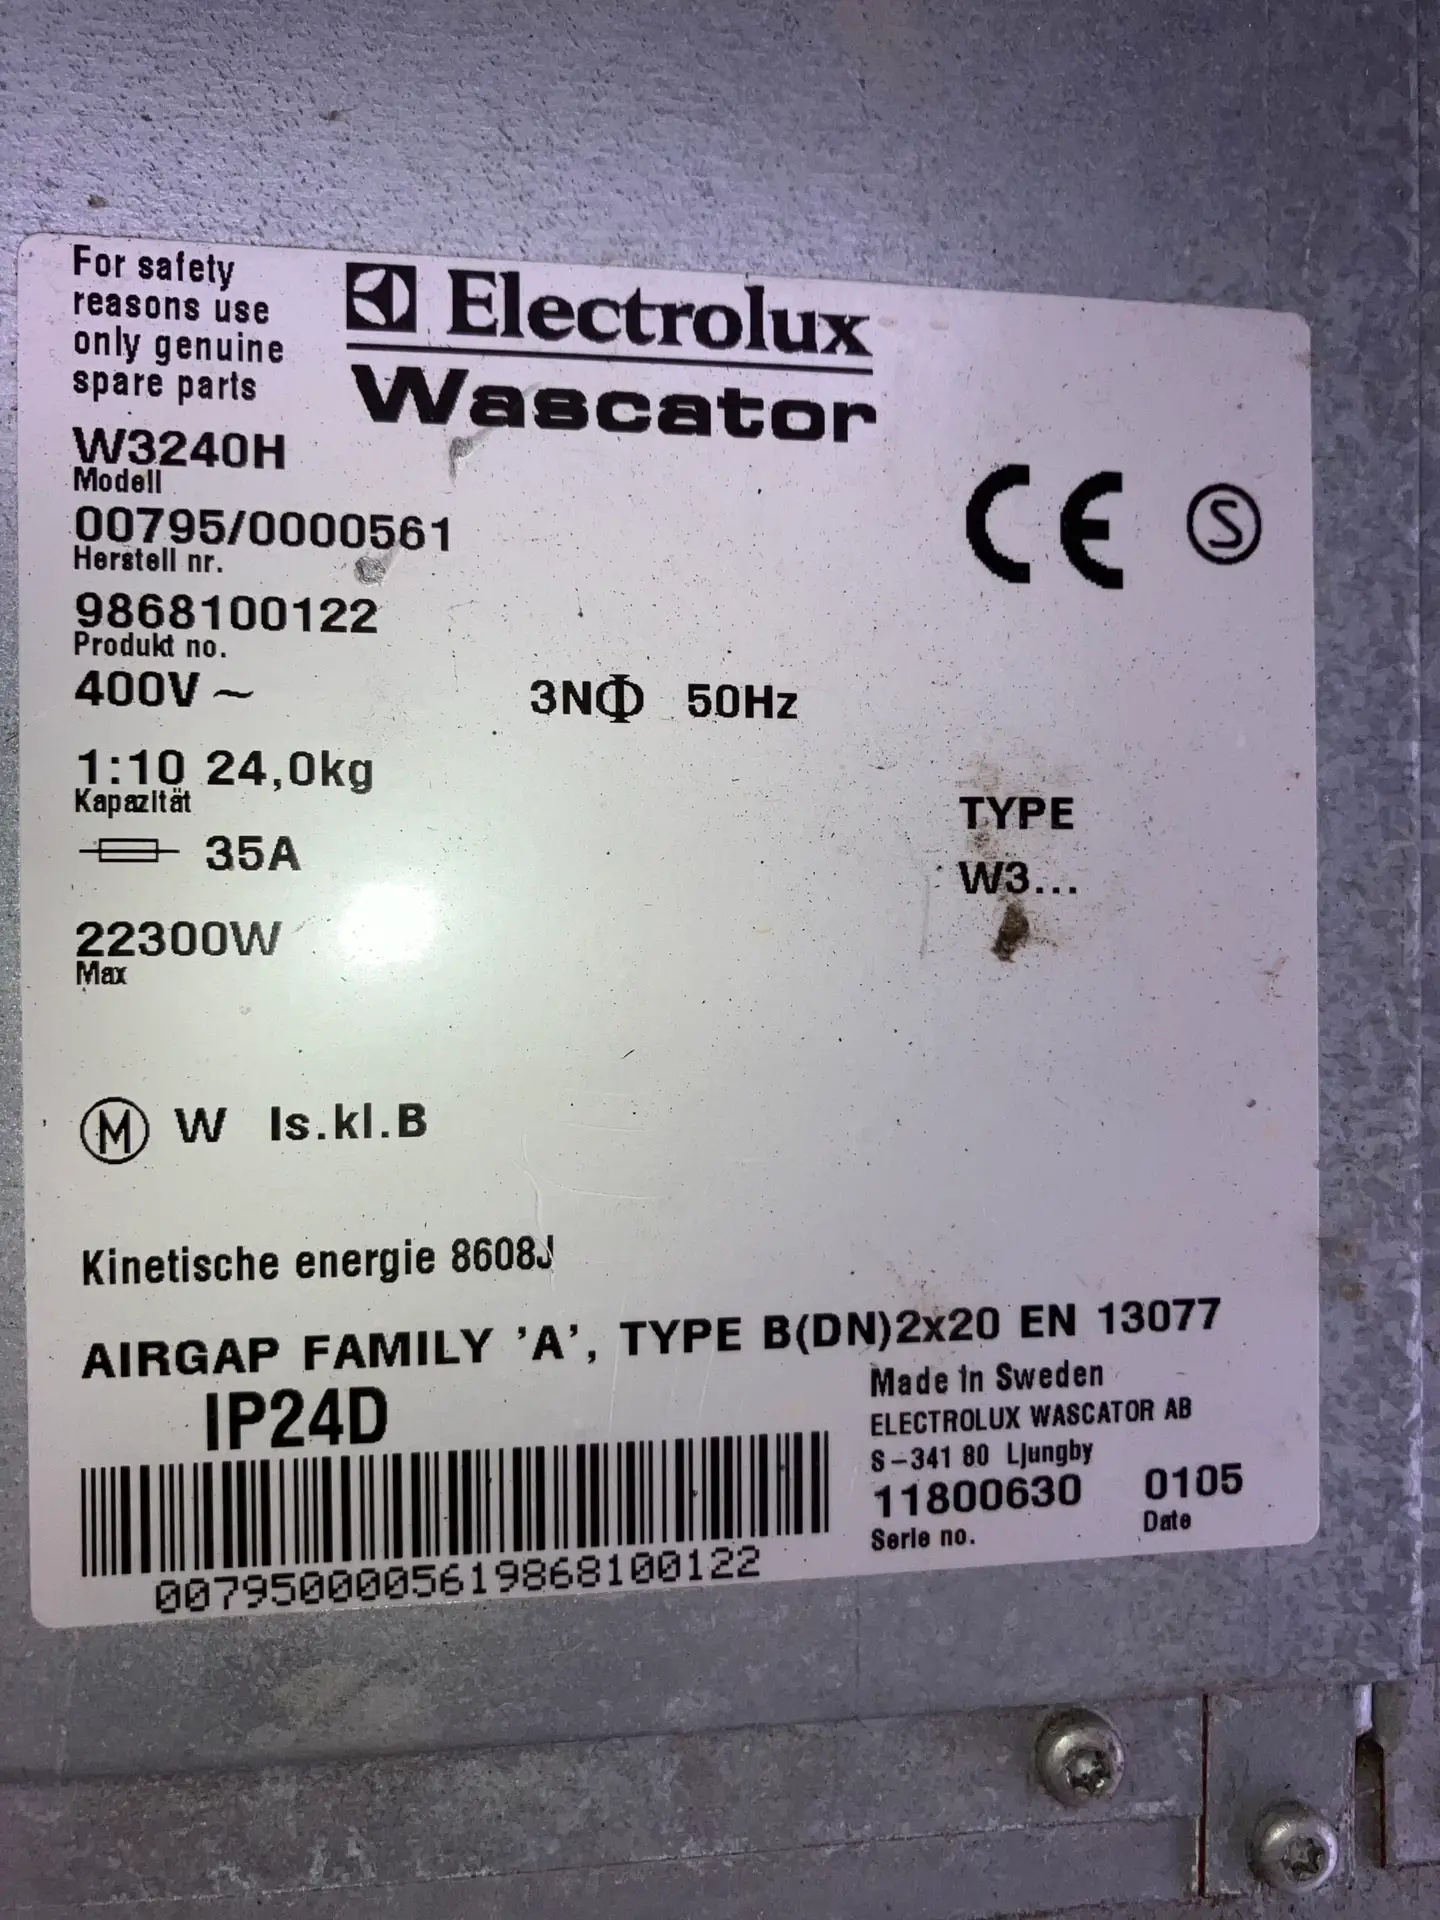 For safety
reasons use
only genuine
spare parts
Electrolux
Wascator
W3240H
Modell
00795/0000561
Herstell nr.
9868100122
Produkt no.
400V ~ 3NΦ 50Hz
1:10 24,0kg
Kapazität
35A
22300W
Max
CE S
TYPE
W3...
M W Is.kl.B
Kinetische energie 8608J
AIRGAP FAMILY 'A', TYPE B(DN)2x20 EN 13077
IP24D
0079500005619868100122
Made in Sweden
ELECTROLUX WASCATOR AB
S-341 80 Ljungby
11800630 0105
Serie no. Date